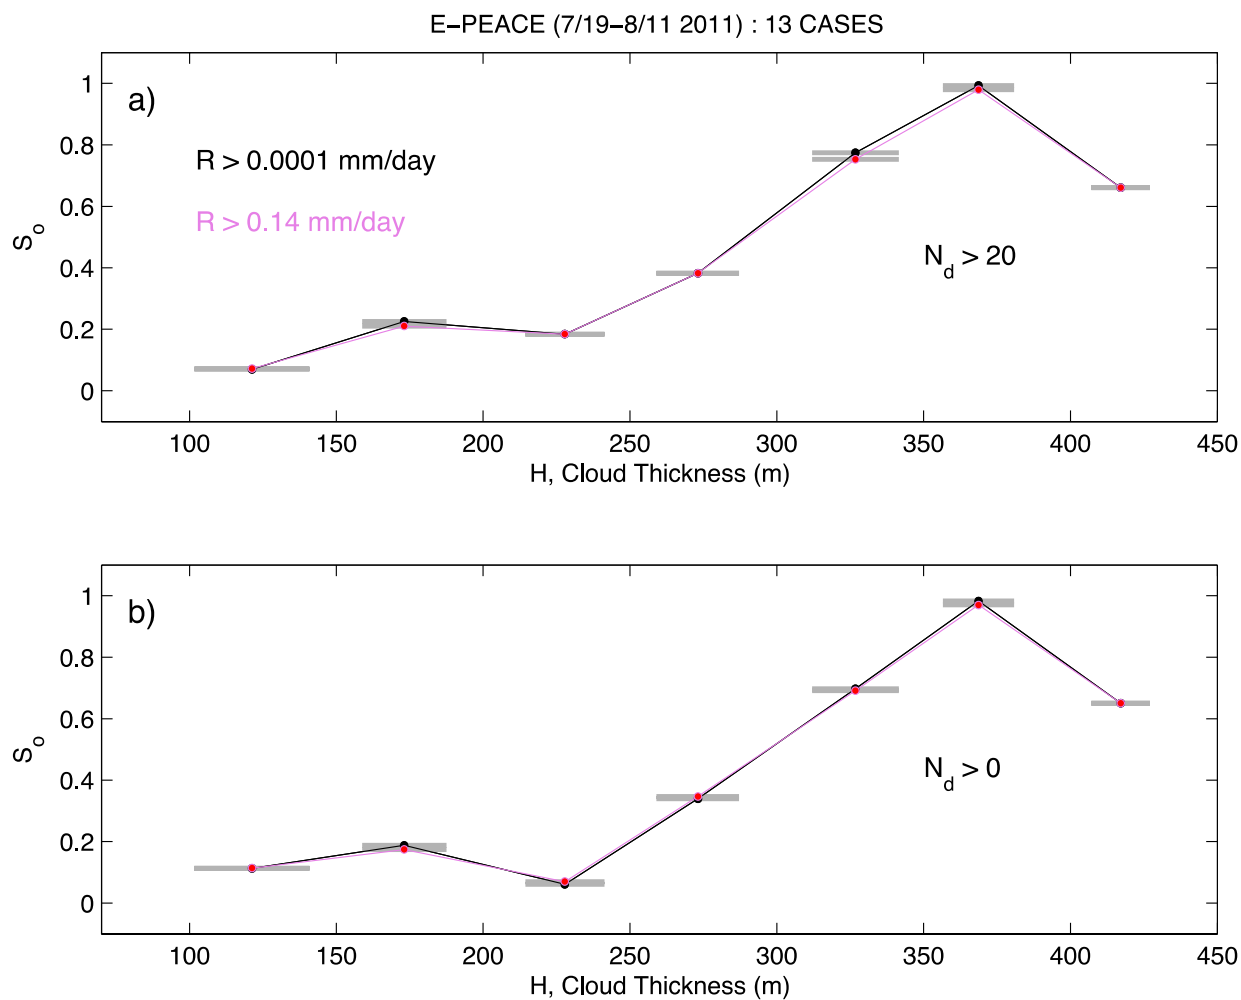 E−PEACE (7/19−8/11 2011) : 13 CASES
a)
R > 0.0001 mm/day
R > 0.14 mm/day
N_d > 20
S_o
1
0.8
0.6
0.4
0.2
0
100 150 200 250 300 350 400 450
H, Cloud Thickness (m)
b)
N_d > 0
S_o
1
0.8
0.6
0.4
0.2
0
100 150 200 250 300 350 400 450
H, Cloud Thickness (m)